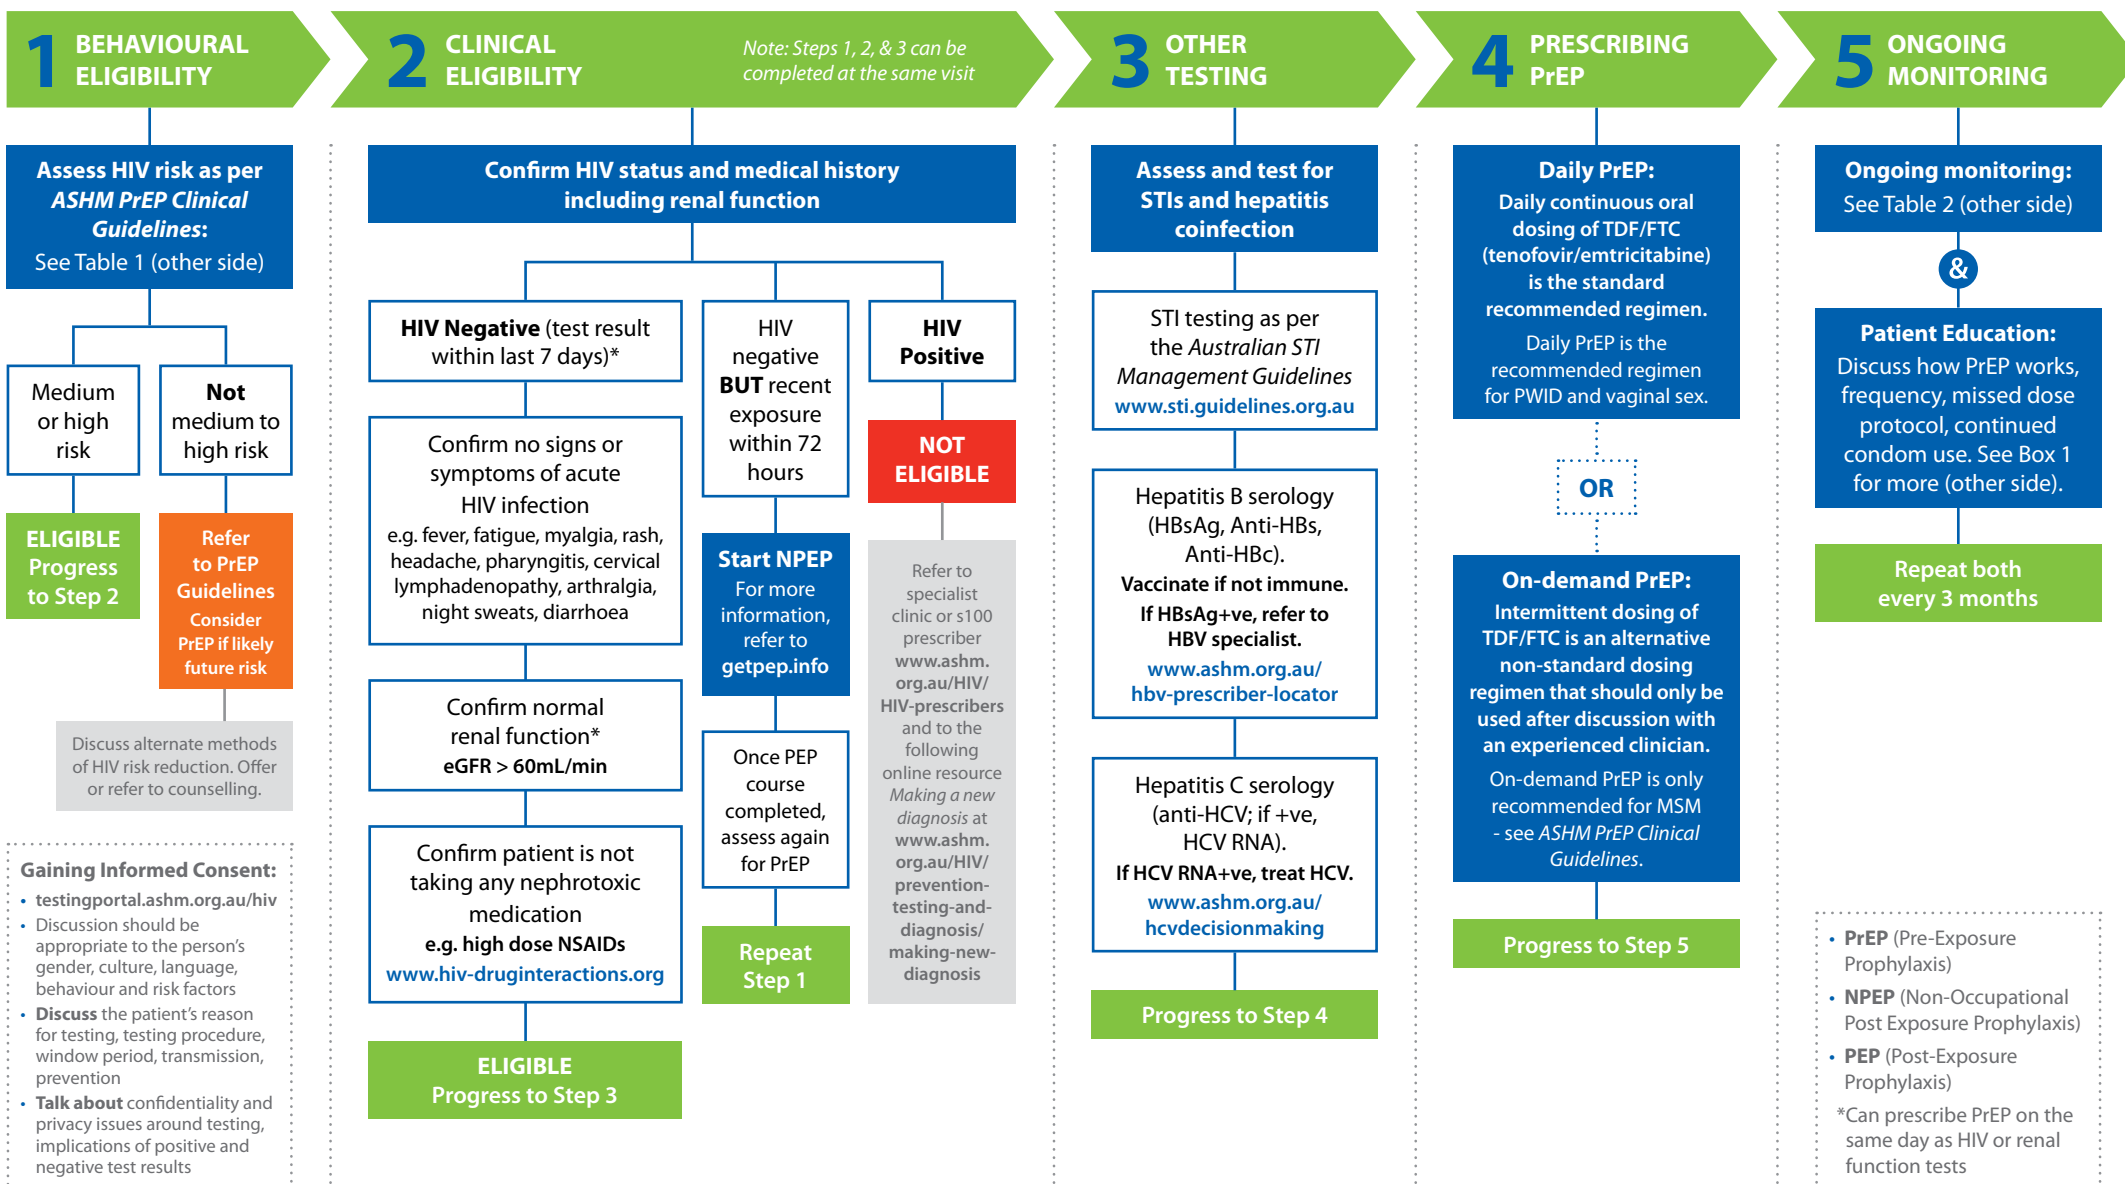 1 BEHAVIOURAL
ELIGIBILITY
2 CLINICAL
ELIGIBILITY
Note: Steps 1, 2, & 3 can be
completed at the same visit
3 OTHER
TESTING
4 PRESCRIBING
PrEP
5 ONGOING
MONITORING
Assess HIV risk as per
ASHM PrEP Clinical
Guidelines:
See Table 1 (other side)
Medium
or high
risk
Not
medium to
high risk
ELIGIBLE
Progress
to Step 2
Refer
to PrEP
Guidelines
Consider
PrEP if likely
future risk
Discuss alternate methods
of HIV risk reduction. Offer
or refer to counselling.
Gaining Informed Consent:
• testingportal.ashm.org.au/hiv
• Discussion should be
appropriate to the person's
gender, culture, language,
behaviour and risk factors
• Discuss the patient's reason
for testing, testing procedure,
window period, transmission,
prevention
• Talk about confidentiality and
privacy issues around testing,
implications of positive and
negative test results
Confirm HIV status and medical history
including renal function
HIV Negative (test result
within last 7 days)*
Confirm no signs or
symptoms of acute
HIV infection
e.g. fever, fatigue, myalgia, rash,
headache, pharyngitis, cervical
lymphadenopathy, arthralgia,
night sweats, diarrhoea
Confirm normal
renal function*
eGFR > 60mL/min
Confirm patient is not
taking any nephrotoxic
medication
e.g. high dose NSAIDs
www.hiv-druginteractions.org
ELIGIBLE
Progress to Step 3
HIV
negative
BUT recent
exposure
within 72
hours
Start NPEP
For more
information,
refer to
getpep.info
Once PEP
course
completed,
assess again
for PrEP
Repeat
Step 1
HIV
Positive
NOT
ELIGIBLE
Refer to
specialist
clinic or s100
prescriber
www.ashm.
org.au/HIV/
HIV-prescribers
and to the
following
online resource
Making a new
diagnosis at
www.ashm.
org.au/HIV/
prevention-
testing-and-
diagnosis/
making-new-
diagnosis
Assess and test for
STIs and hepatitis
coinfection
STI testing as per
the Australian STI
Management Guidelines
www.sti.guidelines.org.au
Hepatitis B serology
(HBsAg, Anti-HBs,
Anti-HBc).
Vaccinate if not immune.
If HBsAg+ve, refer to
HBV specialist.
www.ashm.org.au/
hbv-prescriber-locator
Hepatitis C serology
(anti-HCV; if +ve,
HCV RNA).
If HCV RNA+ve, treat HCV.
www.ashm.org.au/
hcvdecisionmaking
Progress to Step 4
Daily PrEP:
Daily continuous oral
dosing of TDF/FTC
(tenofovir/emtricitabine)
is the standard
recommended regimen.
Daily PrEP is the
recommended regimen
for PWID and vaginal sex.
OR
On-demand PrEP:
Intermittent dosing of
TDF/FTC is an alternative
non-standard dosing
regimen that should only be
used after discussion with
an experienced clinician.
On-demand PrEP is only
recommended for MSM
- see ASHM PrEP Clinical
Guidelines.
Progress to Step 5
Ongoing monitoring:
See Table 2 (other side)
&
Patient Education:
Discuss how PrEP works,
frequency, missed dose
protocol, continued
condom use. See Box 1
for more (other side).
Repeat both
every 3 months
• PrEP (Pre-Exposure
Prophylaxis)
• NPEP (Non-Occupational
Post Exposure Prophylaxis)
• PEP (Post-Exposure
Prophylaxis)
*Can prescribe PrEP on the
same day as HIV or renal
function tests